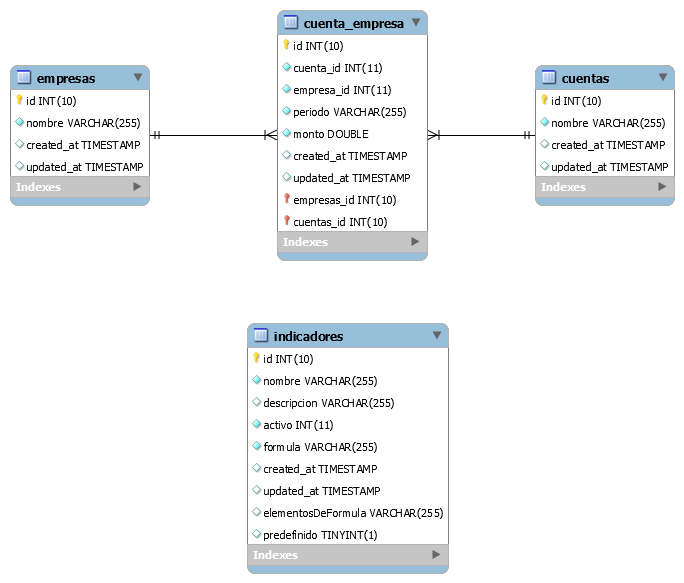 cuenta_empresa
id INT(10)
cuenta_id INT(11)
empresa_id INT(11)
periodo VARCHAR(255)
monto DOUBLE
created_at TIMESTAMP
updated_at TIMESTAMP
empresas_id INT(10)
cuentas_id INT(10)
Indexes
empresas
id INT(10)
nombre VARCHAR(255)
created_at TIMESTAMP
updated_at TIMESTAMP
Indexes
cuentas
id INT(10)
nombre VARCHAR(255)
created_at TIMESTAMP
updated_at TIMESTAMP
Indexes
indicadores
id INT(10)
nombre VARCHAR(255)
descripcion VARCHAR(255)
activo INT(11)
formula VARCHAR(255)
created_at TIMESTAMP
updated_at TIMESTAMP
elementosDeFormula VARCHAR(255)
predefinido TINYINT(1)
Indexes